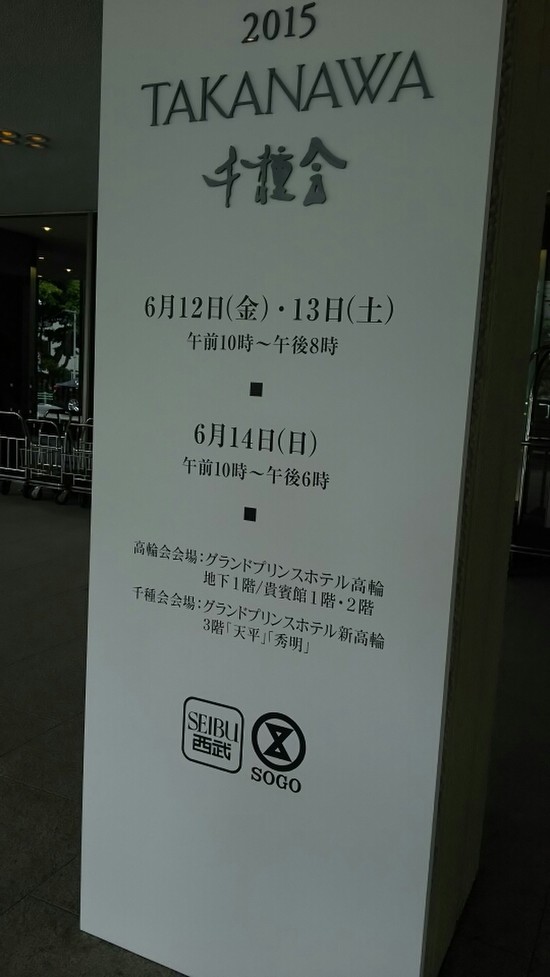 2015
TAKANAWA
千種會
6月12日(金)・13日(土)
午前10時～午後8時
■
6月14日(日)
午前10時～午後6時
■
高輪会会場：グランドプリンスホテル高輪
地下1階/貴賓館1階・2階
千種会会場：グランドプリンスホテル新高輪
3階「天平」「秀明」
SEIBU
西武
SOGO